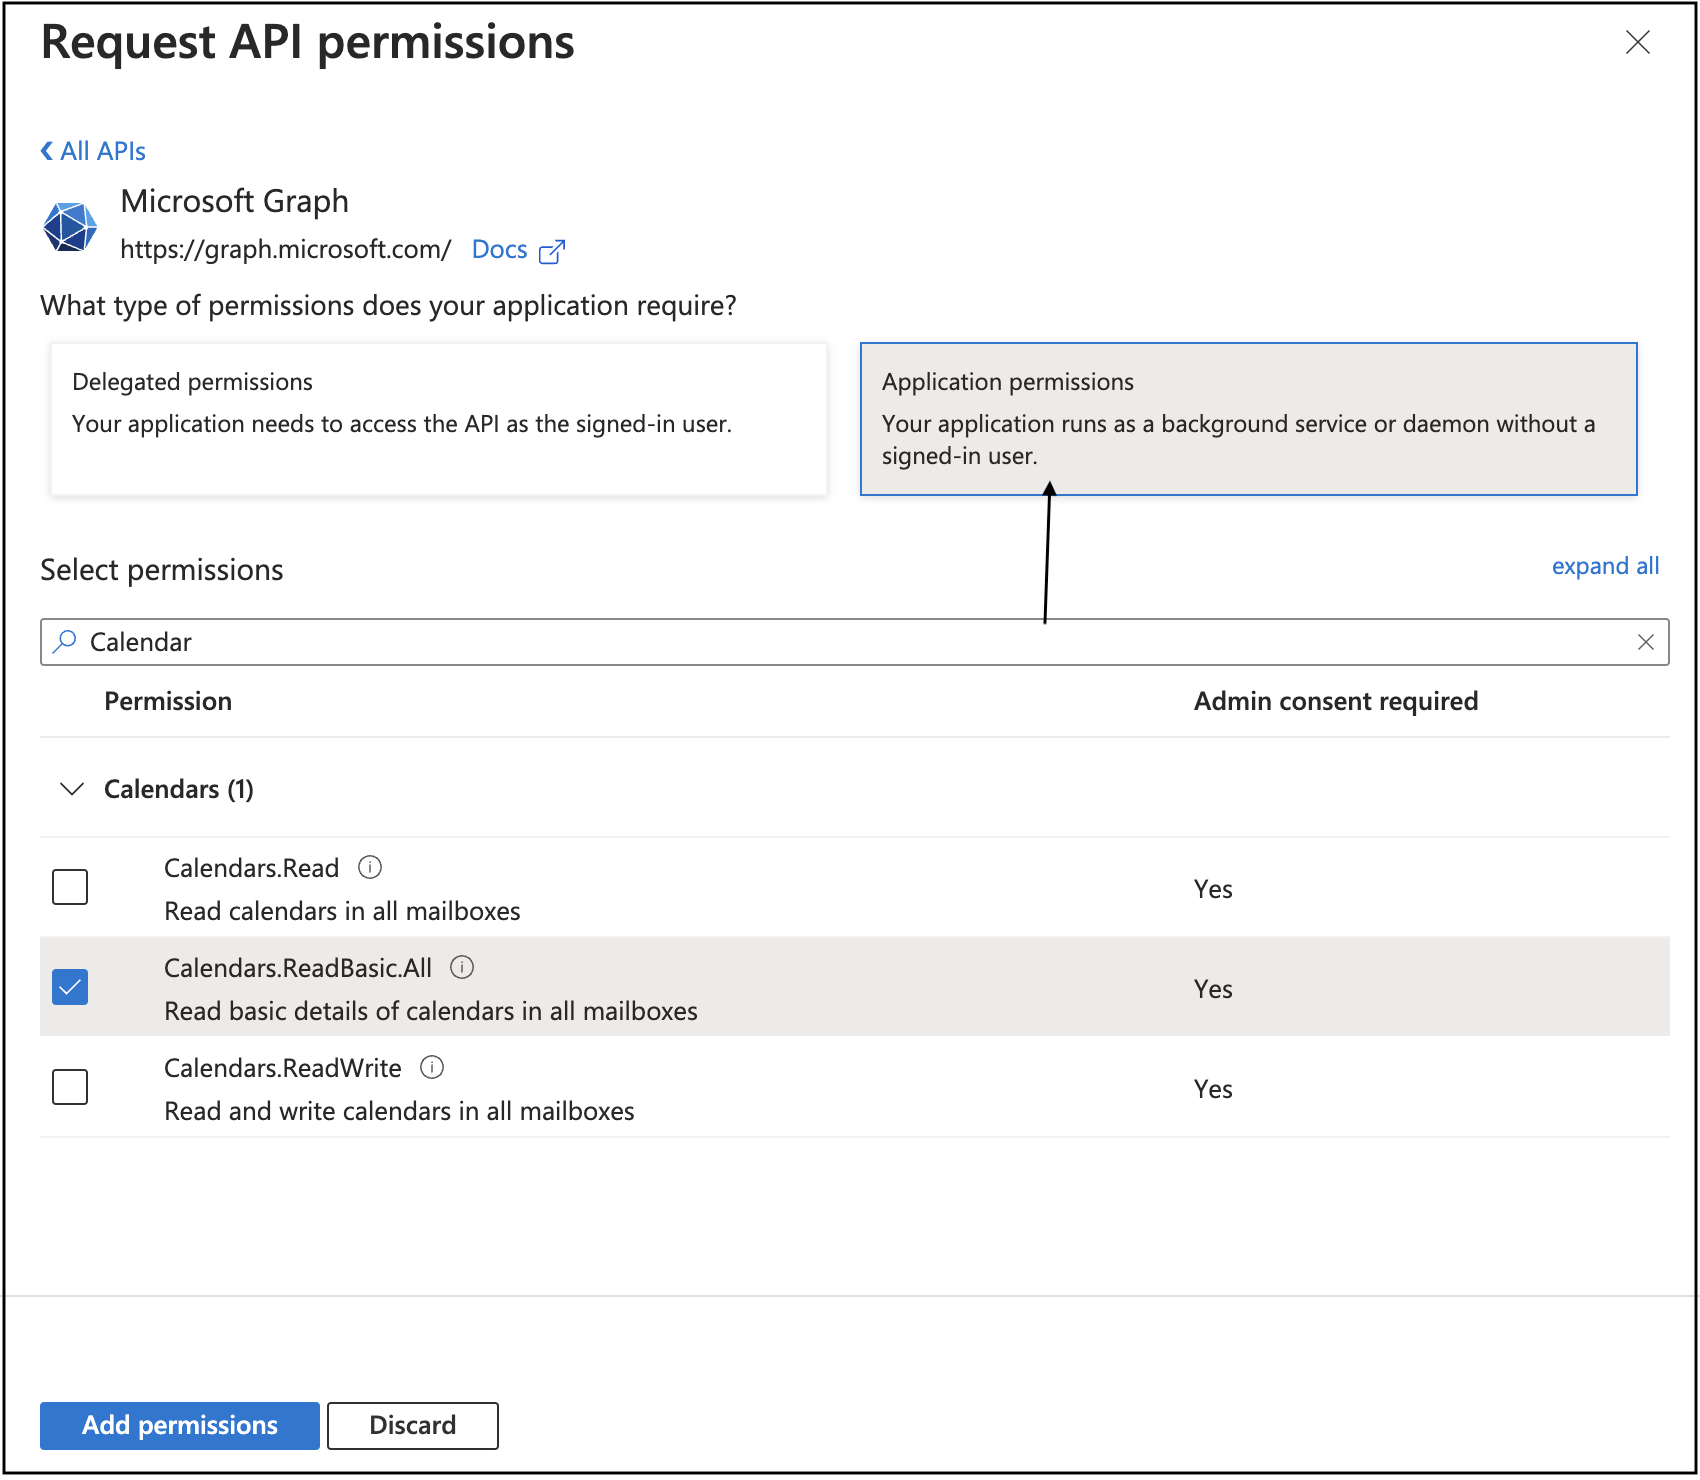 Request API permissions
All APIs
Microsoft Graph
https://graph.microsoft.com/ Docs
What type of permissions does your application require?
Delegated permissions
Your application needs to access the API as the signed-in user.
Application permissions
Your application runs as a background service or daemon without a
signed-in user.
Select permissions
expand all
Calendar
Permission
Admin consent required
Calendars (1)
Calendars.Read
Read calendars in all mailboxes
Yes
Calendars.ReadBasic.All
Read basic details of calendars in all mailboxes
Yes
Calendars.ReadWrite
Read and write calendars in all mailboxes
Yes
Add permissions
Discard